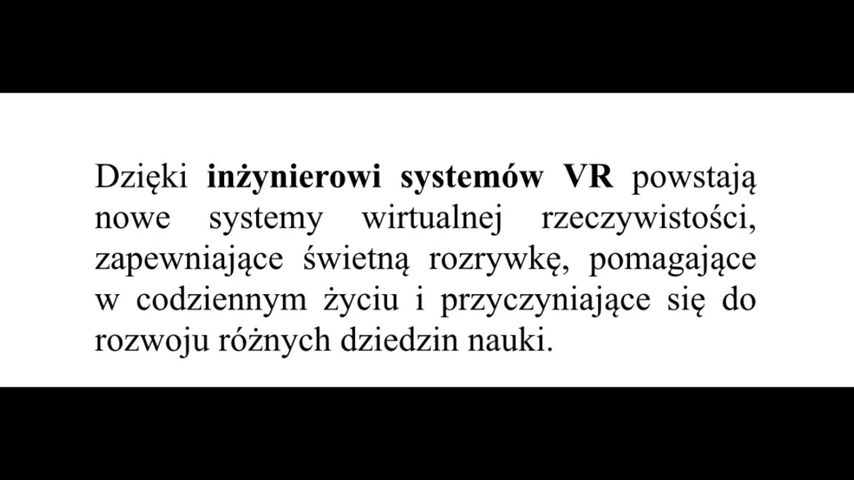 Dzięki inżynierowi systemów VR powstają
nowe systemy wirtualnej rzeczywistości,
zapewniające świetną rozrywkę, pomagające
w codziennym życiu i przyczyniające się do
rozwoju różnych dziedzin nauki.